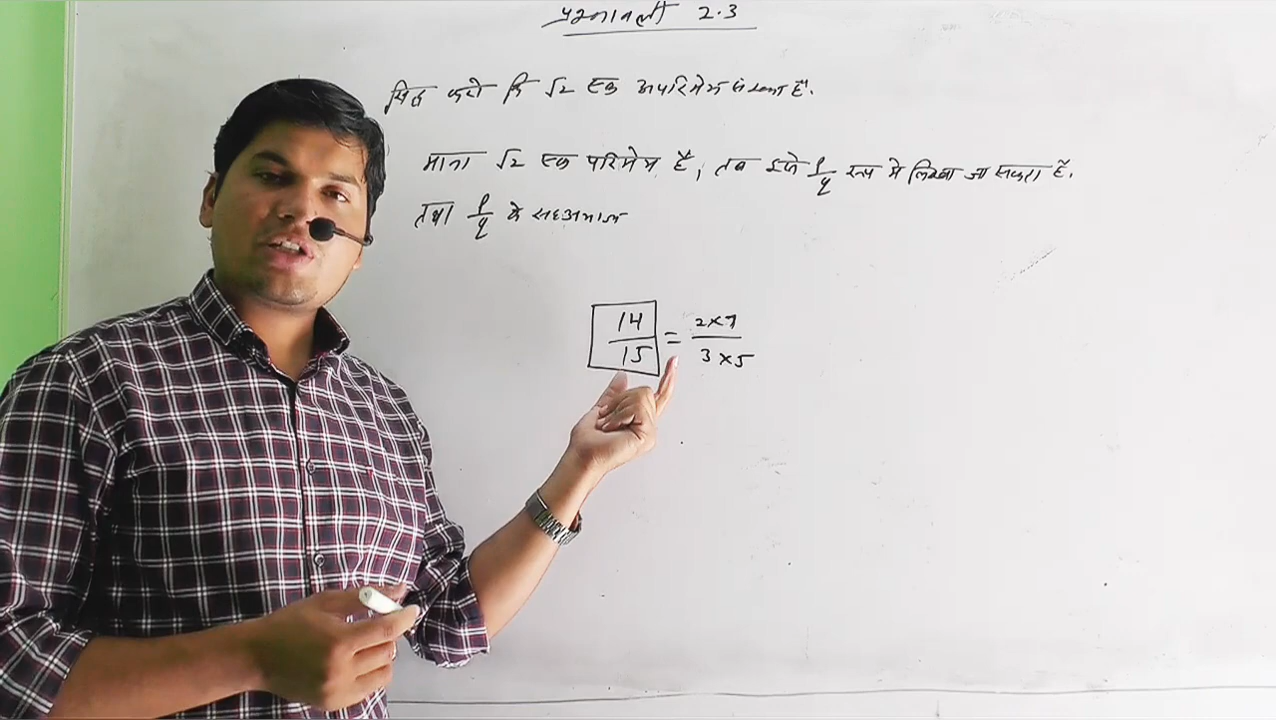 प्रश्नावली 2.3
सिद्ध करो कि √2 एक अपरिमेय संख्या है.
माना √2 एक परिमेय है, तब इसे p/q रूप में लिखा जा सकता है.
तथा p/q के सहअभाज्य
14/15 = 2×7/3×5